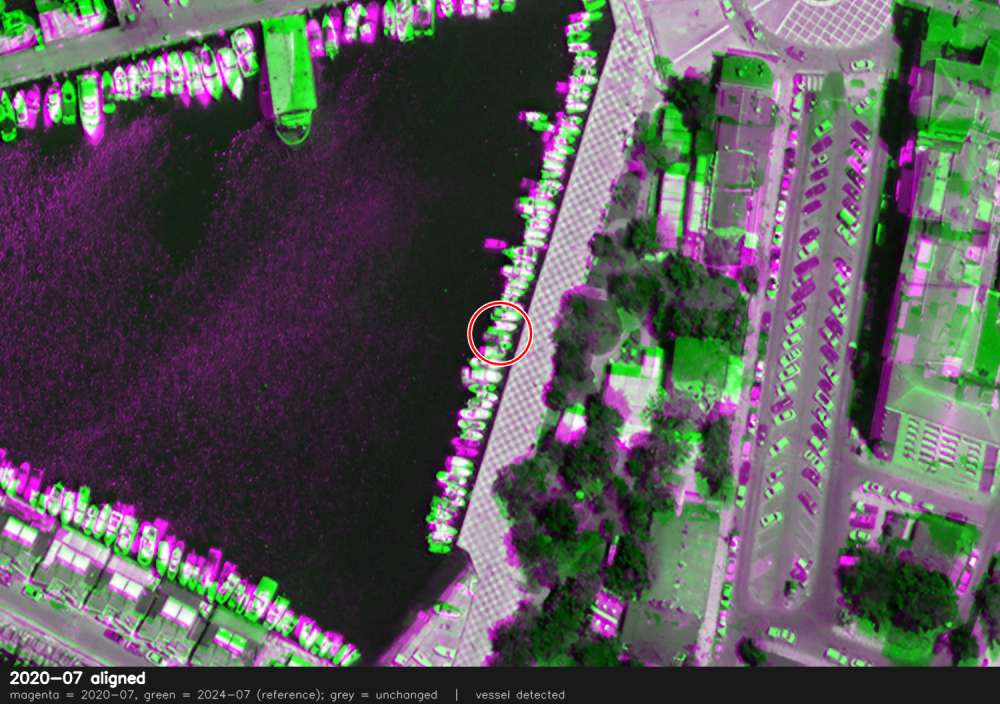 2020-07 aligned
magenta = 2020-07, green = 2024-07 (reference); grey = unchanged | vessel detected